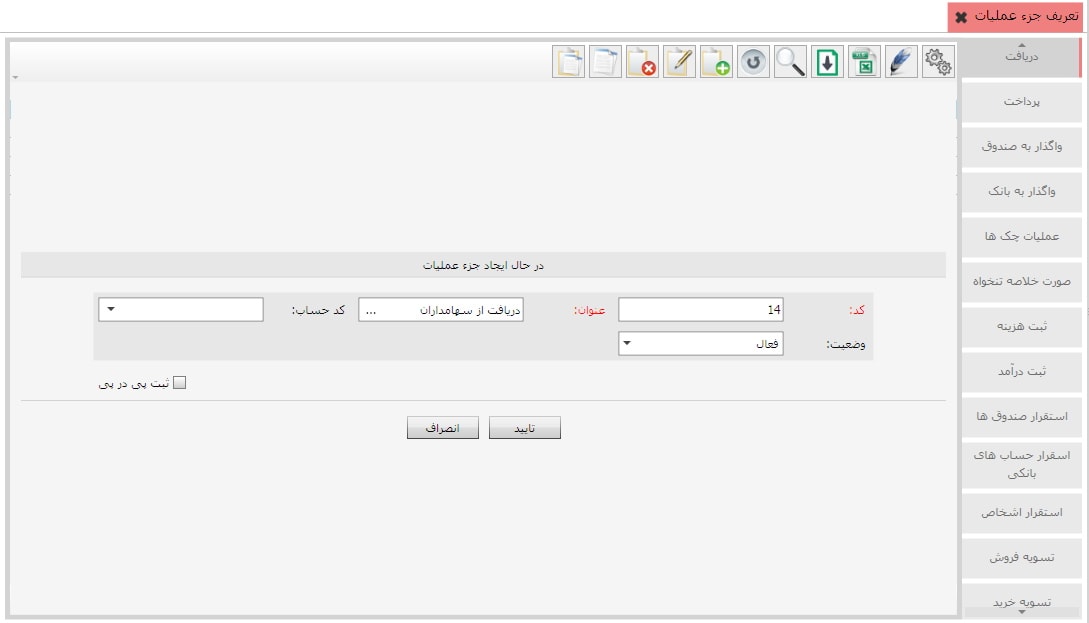 تعریف جزء عملیات
دریافت
پرداخت
واگذار به صندوق
واگذار به بانک
عملیات چک ها
صورت خلاصه تنخواه
ثبت هزینه
ثبت درآمد
استقرار صندوق ها
اسقرار حساب های
بانکی
استقرار اشخاص
تسویه فروش
تسویه خرید
در حال ایجاد جزء عملیات
کد: 14 عنوان: دریافت از سهامداران ... کد حساب:
وضعیت: فعال
ثبت پی در پی
تایید انصراف